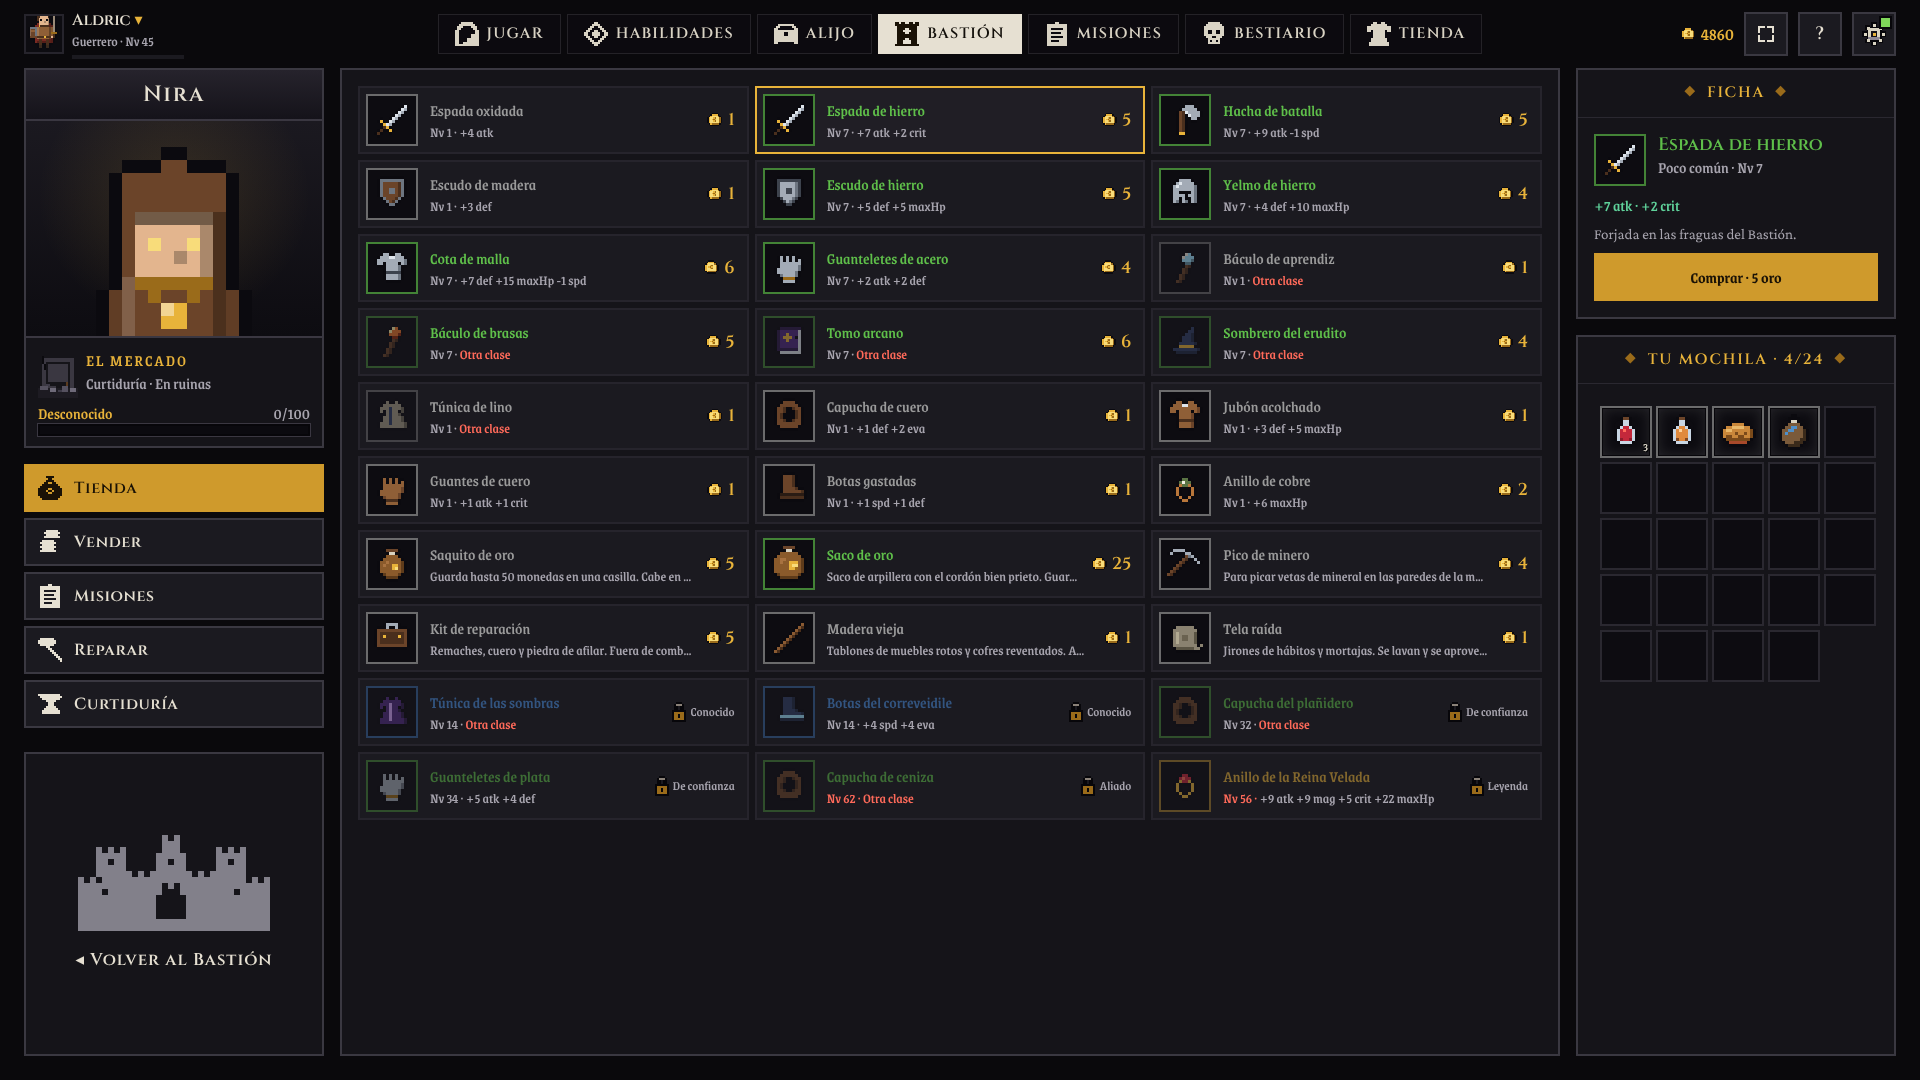 ALDRIC ▾
Guerrero · Nv 45
JUGAR
HABILIDADES
ALIJO
BASTIÓN
MISIONES
BESTIARIO
TIENDA
4860
?
NIRA
EL MERCADO
Curtiduría · En ruinas
Desconocido 0/100
TIENDA
VENDER
MISIONES
REPARAR
CURTIDURÍA
◂ VOLVER AL BASTIÓN
Espada oxidada
Nv 1 · +4 atk
1
Espada de hierro
Nv 7 · +7 atk +2 crit
5
Hacha de batalla
Nv 7 · +9 atk -1 spd
5
Escudo de madera
Nv 1 · +3 def
1
Escudo de hierro
Nv 7 · +5 def +5 maxHp
5
Yelmo de hierro
Nv 7 · +4 def +10 maxHp
4
Cota de malla
Nv 7 · +7 def +15 maxHp -1 spd
6
Guanteletes de acero
Nv 7 · +2 atk +2 def
4
Báculo de aprendiz
Nv 1 · Otra clase
1
Báculo de brasas
Nv 7 · Otra clase
5
Tomo arcano
Nv 7 · Otra clase
6
Sombrero del erudito
Nv 7 · Otra clase
4
Túnica de lino
Nv 1 · Otra clase
1
Capucha de cuero
Nv 1 · +1 def +2 eva
1
Jubón acolchado
Nv 1 · +3 def +5 maxHp
1
Guantes de cuero
Nv 1 · +1 atk +1 crit
1
Botas gastadas
Nv 1 · +1 spd +1 def
1
Anillo de cobre
Nv 1 · +6 maxHp
2
Saquito de oro
Guarda hasta 50 monedas en una casilla. Cabe en ...
5
Saco de oro
Saco de arpillera con el cordón bien prieto. Guar...
25
Pico de minero
Para picar vetas de mineral en las paredes de la m...
4
Kit de reparación
Remaches, cuero y piedra de afilar. Fuera de comb...
5
Madera vieja
Tablones de muebles rotos y cofres reventados. A...
1
Tela raída
Jirones de hábitos y mortajas. Se lavan y se aprove...
1
Túnica de las sombras
Nv 14 · Otra clase
Conocido
Botas del correveidile
Nv 14 · +4 spd +4 eva
Conocido
Capucha del plañidero
Nv 32 · Otra clase
De confianza
Guanteletes de plata
Nv 34 · +5 atk +4 def
De confianza
Capucha de ceniza
Nv 62 · Otra clase
Aliado
Anillo de la Reina Velada
Nv 56 · +9 atk +9 mag +5 crit +22 maxHp
Leyenda
◆ FICHA ◆
ESPADA DE HIERRO
Poco común · Nv 7
+7 atk · +2 crit
Forjada en las fraguas del Bastión.
Comprar · 5 oro
◆ TU MOCHILA · 4/24 ◆
3